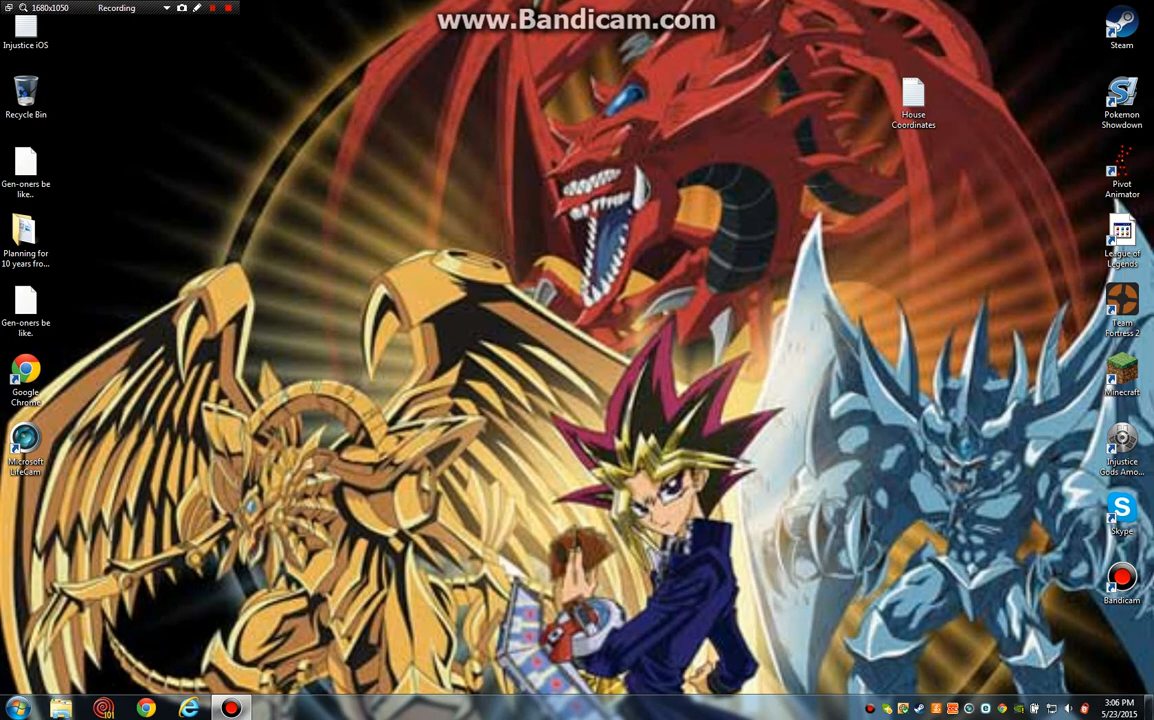 1680x1050
Recording
www.Bandicam.com
Injustice iOS
Recycle Bin
Gen-oners be
like..
Planning for
10 years fro...
Gen-oners be
like.
Google
Chrome
Microsoft
LifeCam
House
Coordinates
Steam
Pokemon
Showdown
Pivot
Animator
League of
Legends
Team
Fortress 2
Minecraft
Injustice
Gods Amo...
Skype
Bandicam
101
3:06 PM
5/23/2015